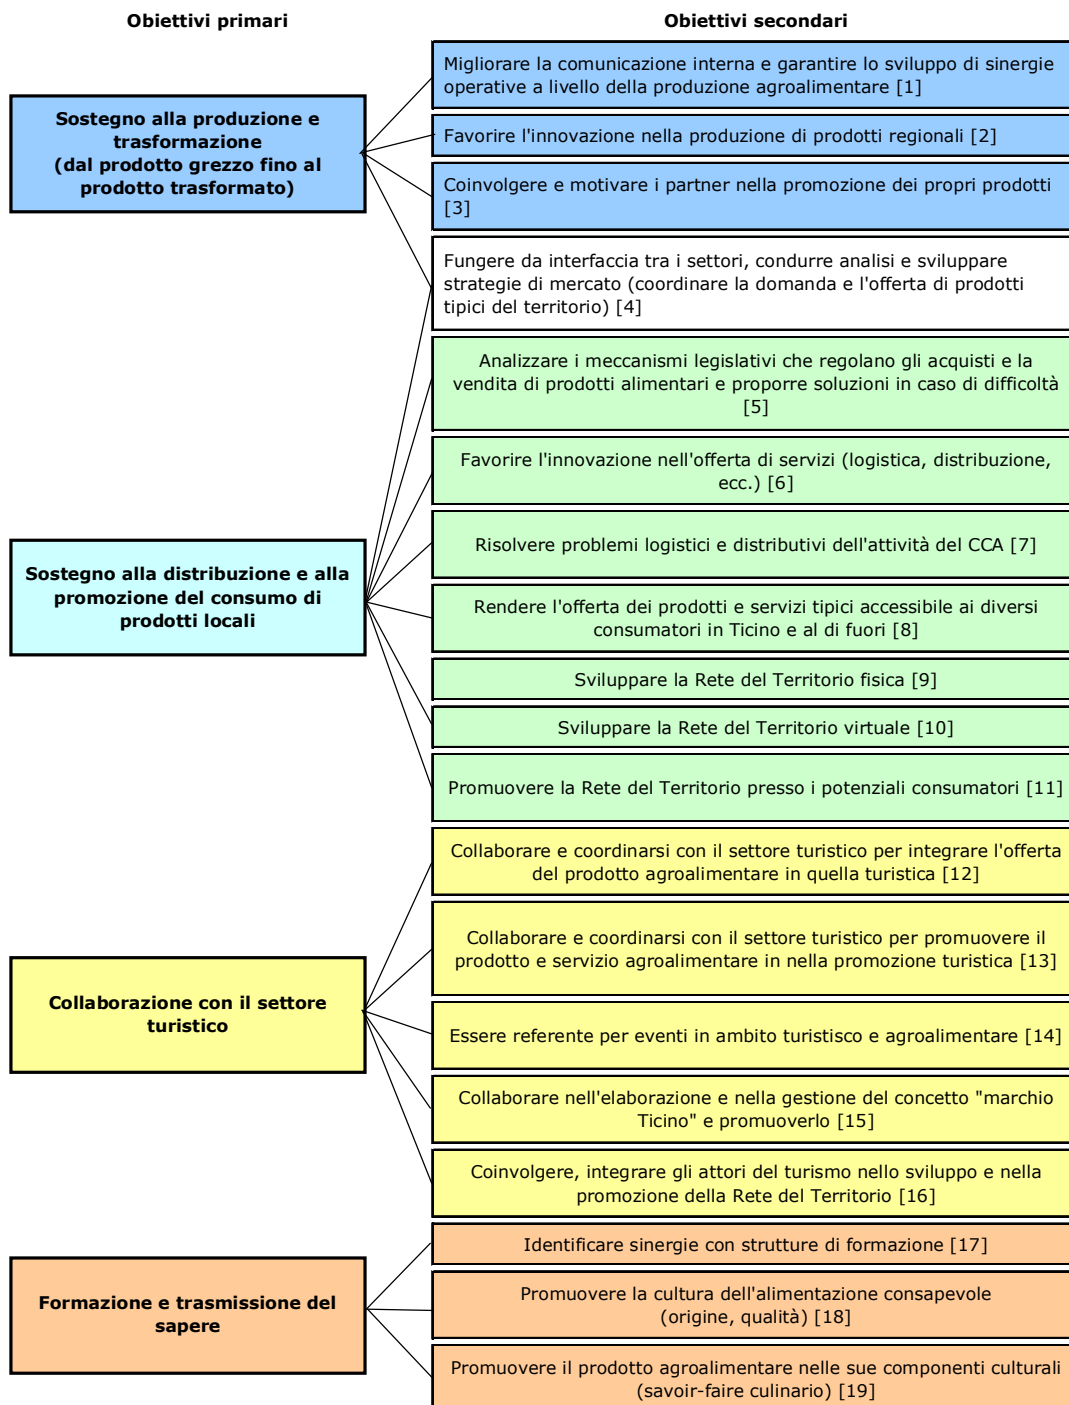 Obiettivi primari
Obiettivi secondari
Sostegno alla produzione e
trasformazione
(dal prodotto grezzo fino al
prodotto trasformato)
Migliorare la comunicazione interna e garantire lo sviluppo di sinergie
operative a livello della produzione agroalimentare [1]
Favorire l'innovazione nella produzione di prodotti regionali [2]
Coinvolgere e motivare i partner nella promozione dei propri prodotti
[3]
Fungere da interfaccia tra i settori, condurre analisi e sviluppare
strategie di mercato (coordinare la domanda e l'offerta di prodotti
tipici del territorio) [4]
Sostegno alla distribuzione e alla
promozione del consumo di
prodotti locali
Analizzare i meccanismi legislativi che regolano gli acquisti e la
vendita di prodotti alimentari e proporre soluzioni in caso di difficoltà
[5]
Favorire l'innovazione nell'offerta di servizi (logistica, distribuzione,
ecc.) [6]
Risolvere problemi logistici e distributivi dell'attività del CCA [7]
Rendere l'offerta dei prodotti e servizi tipici accessibile ai diversi
consumatori in Ticino e al di fuori [8]
Sviluppare la Rete del Territorio fisica [9]
Sviluppare la Rete del Territorio virtuale [10]
Promuovere la Rete del Territorio presso i potenziali consumatori [11]
Collaborazione con il settore
turistico
Collaborare e coordinarsi con il settore turistico per integrare l'offerta
del prodotto agroalimentare in quella turistica [12]
Collaborare e coordinarsi con il settore turistico per promuovere il
prodotto e servizio agroalimentare in nella promozione turistica [13]
Essere referente per eventi in ambito turistisco e agroalimentare [14]
Collaborare nell'elaborazione e nella gestione del concetto "marchio
Ticino" e promuoverlo [15]
Coinvolgere, integrare gli attori del turismo nello sviluppo e nella
promozione della Rete del Territorio [16]
Formazione e trasmissione del
sapere
Identificare sinergie con strutture di formazione [17]
Promuovere la cultura dell'alimentazione consapevole
(origine, qualità) [18]
Promuovere il prodotto agroalimentare nelle sue componenti culturali
(savoir-faire culinario) [19]